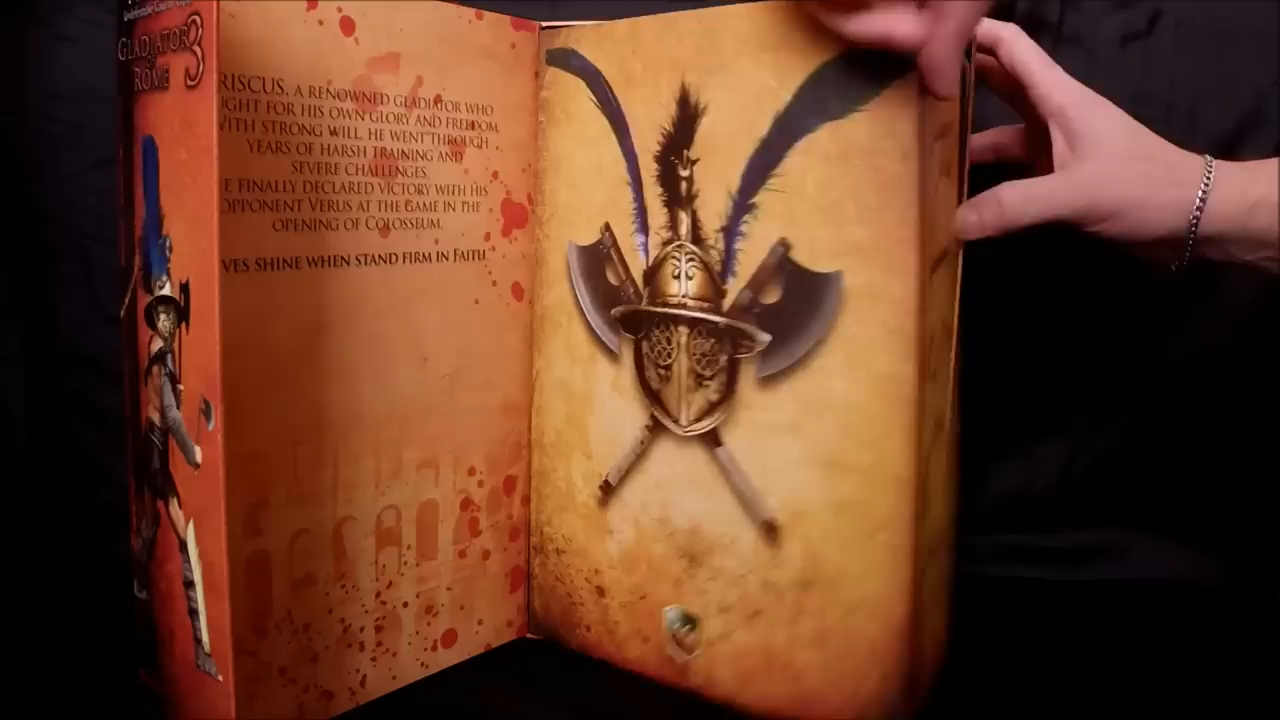 GLADIATOR
OF
ROME 3
RISCUS, A RENOWNED GLADIATOR WHO
IGHT FOR HIS OWN GLORY AND FREEDOM.
WITH STRONG WILL, HE WENT THROUGH
YEARS OF HARSH TRAINING AND
SEVERE CHALLENGES.
E FINALLY DECLARED VICTORY WITH HIS
OPPONENT VERUS AT THE GAME IN THE
OPENING OF COLOSSEUM.
VES SHINE WHEN STAND FIRM IN FAITH.